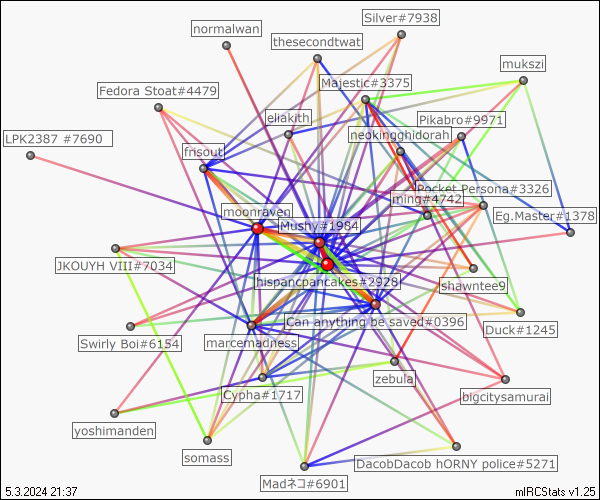 normalwan
Silver#7938
thesecondtwat
mukszi
Majestic#3375
Fedora Stoat#4479
eliakith
Pikabro#9971
neokingghidorah
LPK2387 #7690
frisout
Pocket Persona#3326
ming#4742
moonraven
Eg.Master#1378
Mushy#1984
JKOUYH VIII#7034
hispanicpancakes#2928
shawntee9
Can anything be saved#0396
Duck#1245
Swirly Boi#6154
marcemadness
zebula
Cypha#1717
bigcitysamurai
yoshimanden
somass
DacobDacob hORNY police#5271
Madネコ#6901
5.3.2024 21:37
mIRCStats v1.25